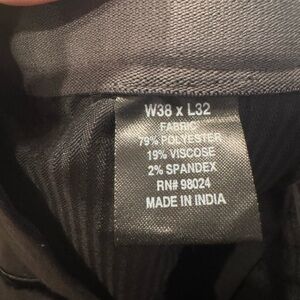 W38 x L32
FABRIC
79% POLYESTER
19% VISCOSE
2% SPANDEX
RN# 98024
MADE IN INDIA